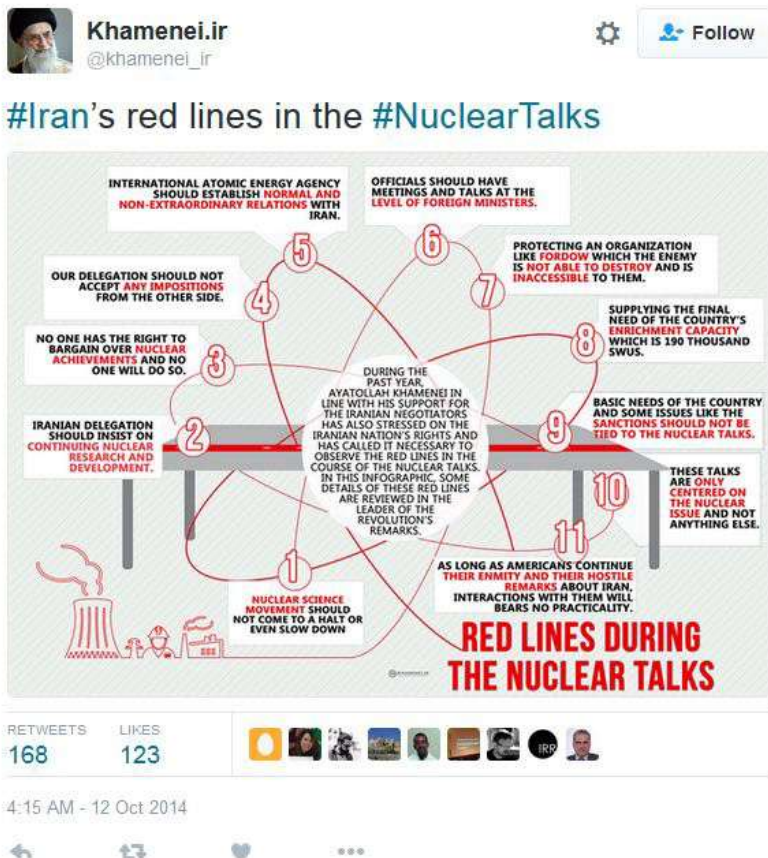 Khamenei.ir
@khamenei_ir
Follow
#Iran's red lines in the #NuclearTalks
INTERNATIONAL ATOMIC ENERGY AGENCY
SHOULD ESTABLISH NORMAL AND
NON-EXTRAORDINARY RELATIONS WITH
IRAN.
5
OFFICIALS SHOULD HAVE
MEETINGS AND TALKS AT THE
LEVEL OF FOREIGN MINISTERS.
6
PROTECTING AN ORGANIZATION
LIKE FORDOW WHICH THE ENEMY
IS NOT ABLE TO DESTROY AND IS
INACCESSIBLE TO THEM.
7
OUR DELEGATION SHOULD NOT
ACCEPT ANY IMPOSITIONS
FROM THE OTHER SIDE.
4
SUPPLYING THE FINAL
NEED OF THE COUNTRY'S
ENRICHMENT CAPACITY
WHICH IS 190 THOUSAND
SWUS.
8
NO ONE HAS THE RIGHT TO
BARGAIN OVER NUCLEAR
ACHIEVEMENTS AND NO
ONE WILL DO SO.
3
DURING THE
PAST YEAR,
AYATOLLAH KHAMENEI IN
LINE WITH HIS SUPPORT FOR
THE IRANIAN NEGOTIATORS
HAS ALSO STRESSED ON THE
IRANIAN NATION'S RIGHTS AND
HAS CALLED IT NECESSARY TO
OBSERVE THE RED LINES IN THE
COURSE OF THE NUCLEAR TALKS.
IN THIS INFOGRAPHIC, SOME
DETAILS OF THESE RED LINES
ARE REVIEWED IN THE
LEADER OF THE
REVOLUTION'S
REMARKS.
BASIC NEEDS OF THE COUNTRY
AND SOME ISSUES LIKE THE
SANCTIONS SHOULD NOT BE
TIED TO THE NUCLEAR TALKS.
9
IRANIAN DELEGATION
SHOULD INSIST ON
CONTINUING NUCLEAR
RESEARCH AND
DEVELOPMENT.
2
THESE TALKS
ARE ONLY
CENTERED ON
THE NUCLEAR
ISSUE AND NOT
ANYTHING ELSE.
10
11
AS LONG AS AMERICANS CONTINUE
THEIR ENMITY AND THEIR HOSTILE
REMARKS ABOUT IRAN,
INTERACTIONS WITH THEM WILL
BEARS NO PRACTICALITY.
1
NUCLEAR SCIENCE
MOVEMENT SHOULD
NOT COME TO A HALT OR
EVEN SLOW DOWN
RED LINES DURING
THE NUCLEAR TALKS
RETWEETS
168
LIKES
123
IRR
4:15 AM - 12 Oct 2014